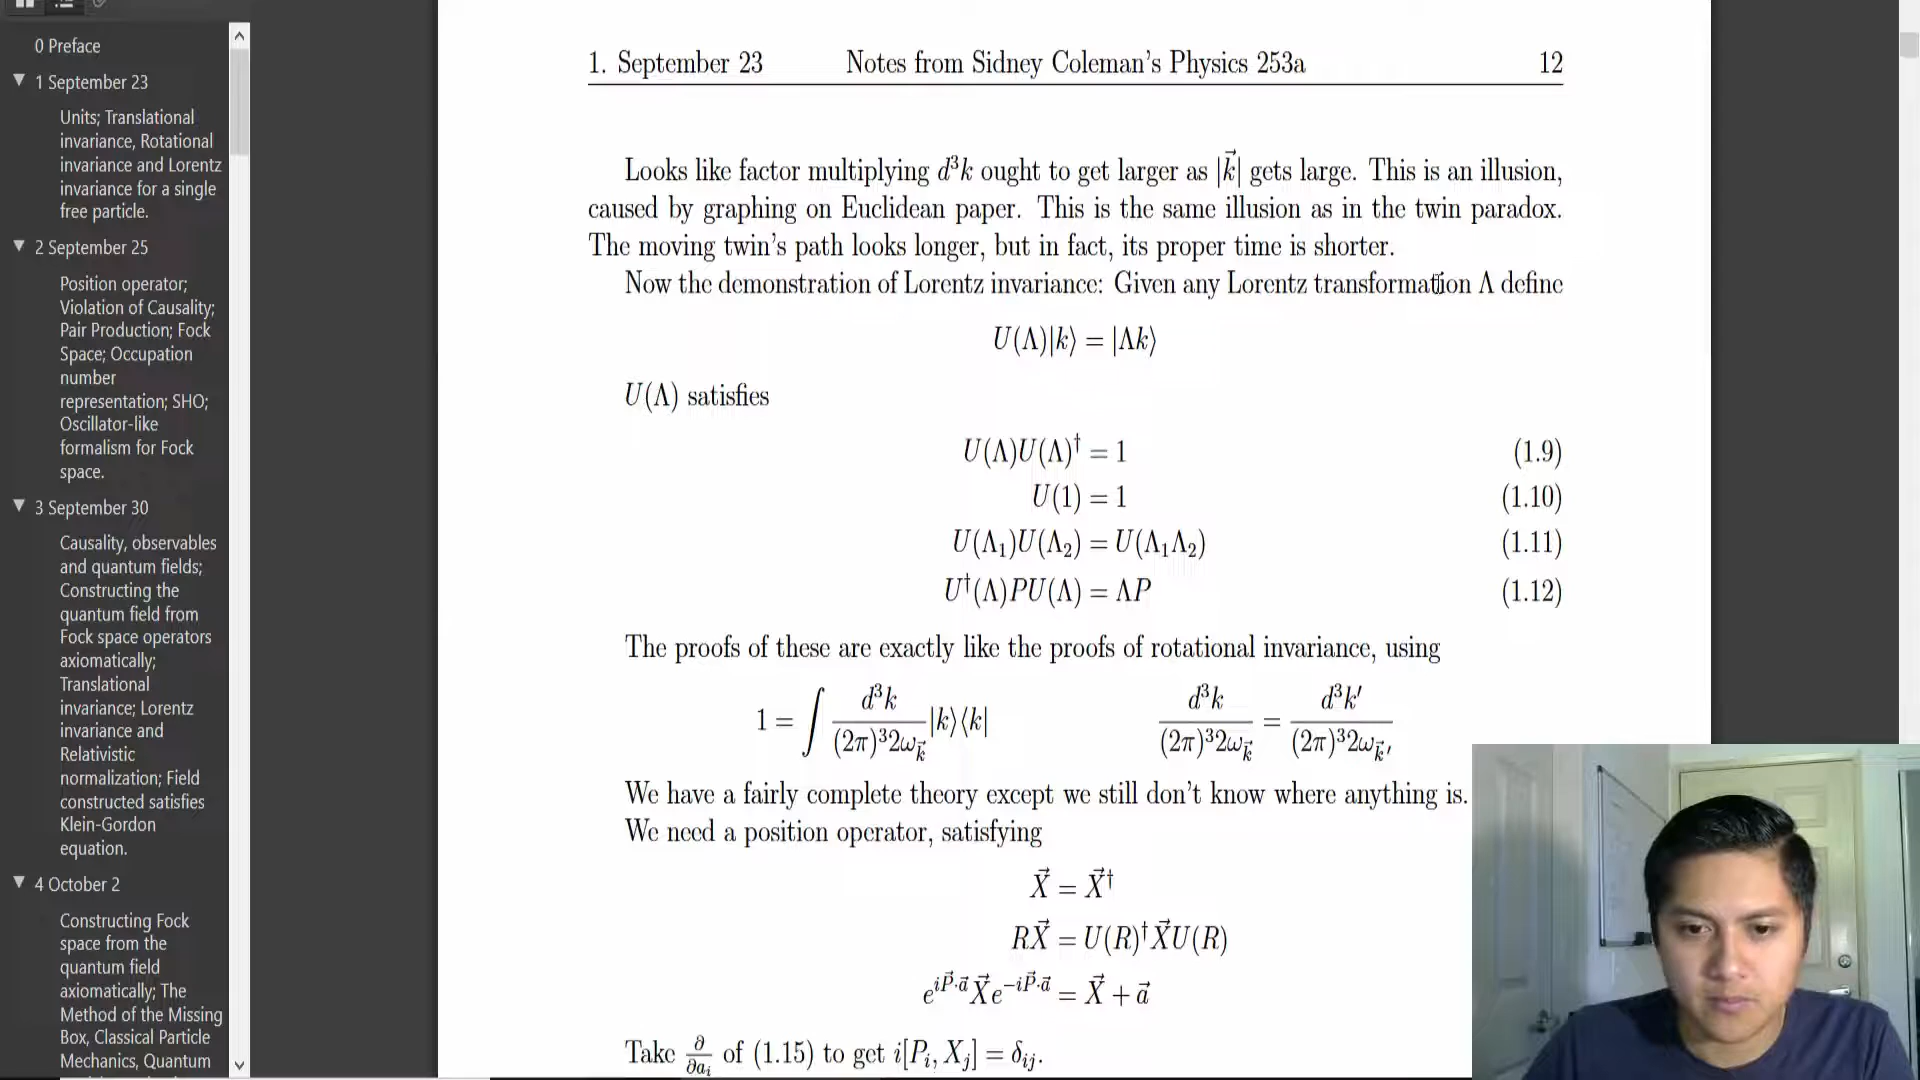 0 Preface
1 September 23
Units; Translational
invariance, Rotational
invariance and Lorentz
invariance for a single
free particle.
2 September 25
Position operator;
Violation of Causality;
Pair Production; Fock
Space; Occupation
number
representation; SHO;
Oscillator-like
formalism for Fock
space.
3 September 30
Causality, observables
and quantum fields;
Constructing the
quantum field from
Fock space operators
axiomatically;
Translational
invariance; Lorentz
invariance and
Relativistic
normalization; Field
constructed satisfies
Klein-Gordon
equation.
4 October 2
Constructing Fock
space from the
quantum field
axiomatically; The
Method of the Missing
Box, Classical Particle
Mechanics, Quantum
1. September 23 Notes from Sidney Coleman's Physics 253a 12
Looks like factor multiplying d³k ought to get larger as |k⃗| gets large. This is an illusion,
caused by graphing on Euclidean paper. This is the same illusion as in the twin paradox.
The moving twin's path looks longer, but in fact, its proper time is shorter.
Now the demonstration of Lorentz invariance: Given any Lorentz transformation Λ define
U(Λ)|k⟩ = |Λk⟩
U(Λ) satisfies
U(Λ)U(Λ)† = 1 (1.9)
U(1) = 1 (1.10)
U(Λ₁)U(Λ₂) = U(Λ₁Λ₂) (1.11)
U†(Λ)PU(Λ) = ΛP (1.12)
The proofs of these are exactly like the proofs of rotational invariance, using
1 = ∫ d³k/((2π)³2ω_k⃗) |k⟩⟨k| d³k/((2π)³2ω_k⃗) = d³k′/((2π)³2ω_k⃗′)
We have a fairly complete theory except we still don't know where anything is.
We need a position operator, satisfying
X⃗ = X⃗†
RX⃗ = U(R)†X⃗U(R)
e^{iP⃗·a⃗}X⃗e^{−iP⃗·a⃗} = X⃗ + a⃗
Take ∂/∂aᵢ of (1.15) to get i[Pᵢ, Xⱼ] = δᵢⱼ.